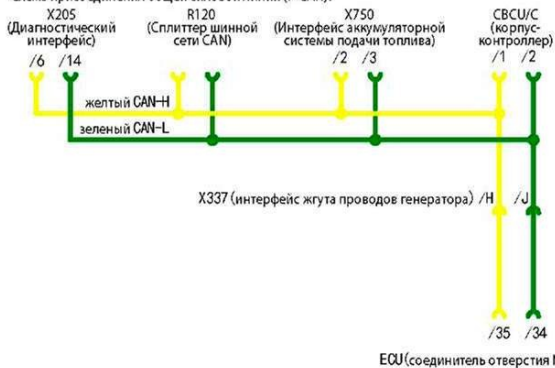 X205
(Диагностический
интерфейс)
/6 /14
R120
(Сплиттер шинной
сети CAN)
X750
(Интерфейс аккумуляторной
системы подачи топлива)
/2 /3
CBCU/C
(корпус-
контроллер)
/1 /2
желтый CAN-H
зеленый CAN-L
X337 (интерфейс жгута проводов генератора) /H /J
/35 /34
ECU(соединитель отверстия